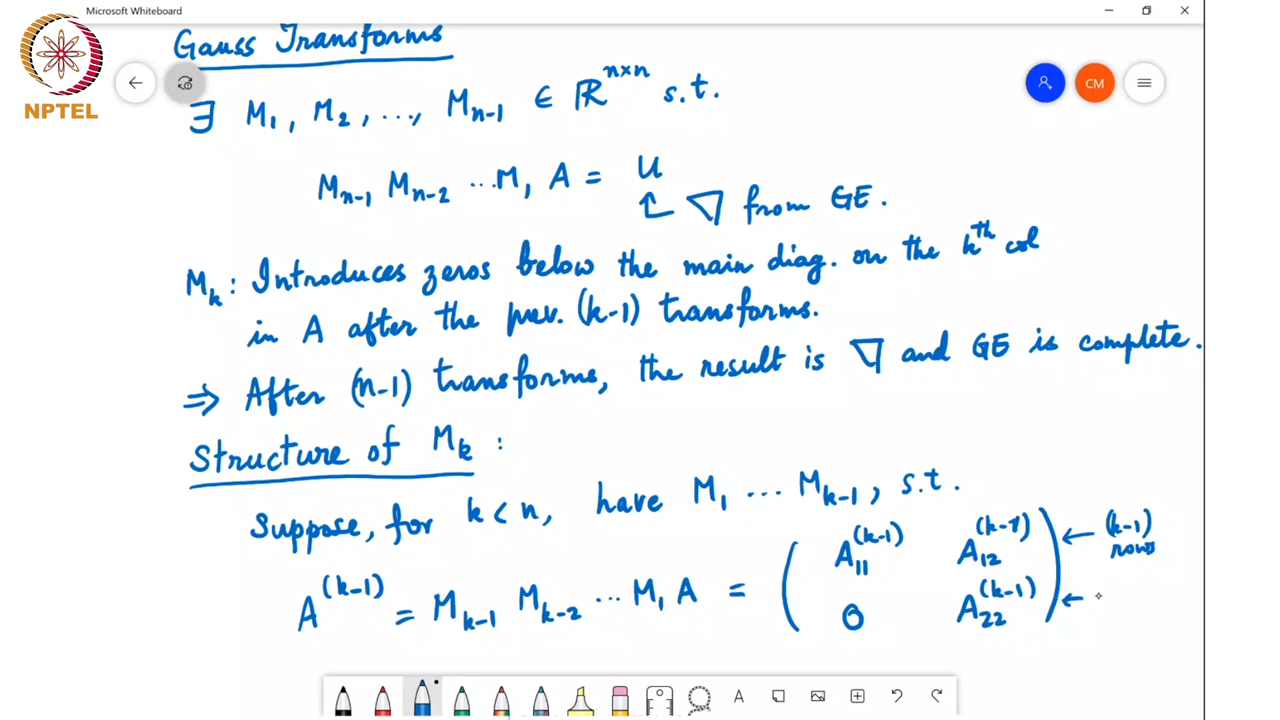 Microsoft Whiteboard
NPTEL
CM
Gauss Transforms
∃ M₁, M₂, ..., Mₙ₋₁ ∈ ℝⁿˣⁿ s.t.
Mₙ₋₁ Mₙ₋₂ ...M₁ A = U
↳ ▽ from GE.
Mₖ : Introduces zeros below the main diag. on the kᵗʰ col
in A after the prev. (k-1) transforms.
⇒ After (n-1) transforms, the result is ▽ and GE is complete.
Structure of Mₖ :
Suppose, for k < n, have M₁ ... Mₖ₋₁, s.t.
A^(k-1) = Mₖ₋₁ Mₖ₋₂ ... M₁ A = ( A₁₁^(k-1) A₁₂^(k-1) ) ← (k-1) rows
( 0 A₂₂^(k-1) ) ←
A